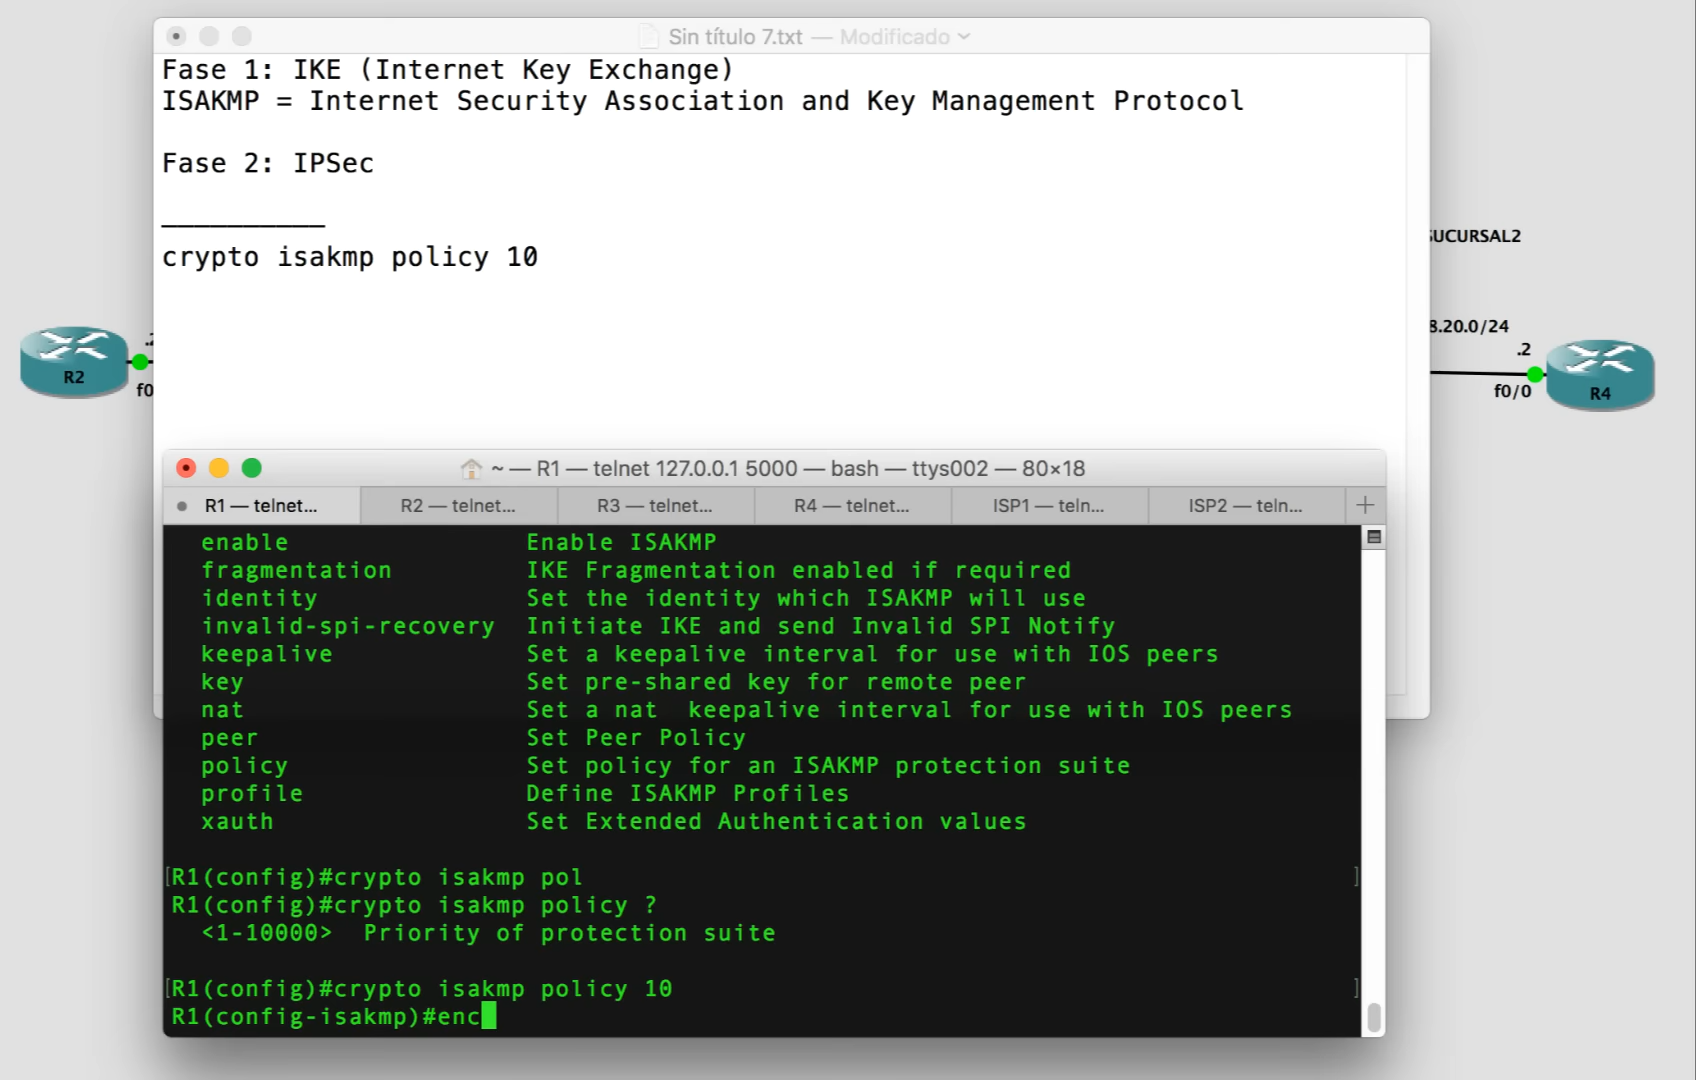 Sin título 7.txt — Modificado
Fase 1: IKE (Internet Key Exchange)
ISAKMP = Internet Security Association and Key Management Protocol
Fase 2: IPSec
__________
crypto isakmp policy 10
R2
f0
SUCURSAL2
8.20.0/24
.2
f0/0
R4
~ — R1 — telnet 127.0.0.1 5000 — bash — ttys002 — 80×18
R1 — telnet... R2 — telnet... R3 — telnet... R4 — telnet... ISP1 — teln... ISP2 — teln...
enable Enable ISAKMP
fragmentation IKE Fragmentation enabled if required
identity Set the identity which ISAKMP will use
invalid-spi-recovery Initiate IKE and send Invalid SPI Notify
keepalive Set a keepalive interval for use with IOS peers
key Set pre-shared key for remote peer
nat Set a nat  keepalive interval for use with IOS peers
peer Set Peer Policy
policy Set policy for an ISAKMP protection suite
profile Define ISAKMP Profiles
xauth Set Extended Authentication values
[R1(config)#crypto isakmp pol ]
R1(config)#crypto isakmp policy ?
<1-10000>  Priority of protection suite
[R1(config)#crypto isakmp policy 10 ]
R1(config-isakmp)#enc